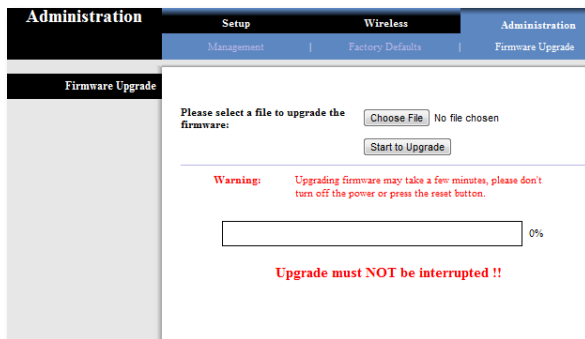 Administration
Setup Wireless Administration
Management | Factory Defaults | Firmware Upgrade
Firmware Upgrade
Please select a file to upgrade the
firmware:
Choose File No file chosen
Start to Upgrade
Warning: Upgrading firmware may take a few minutes, please don't
turn off the power or press the reset button.
0%
Upgrade must NOT be interrupted !!